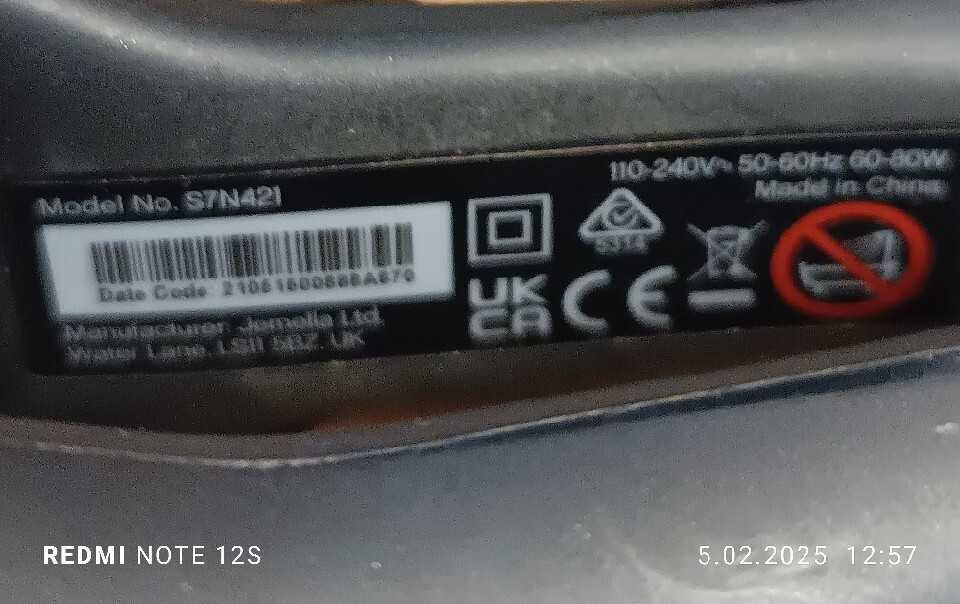 110-240V~ 50-60Hz 60-80W
Made in China
Model No. S7N421
Date Code:
Manufacturer: Jemella Ltd.
Water Lane, LS11 5BZ, UK
UK
CA
CE
REDMI NOTE 12S
5.02.2025 12:57